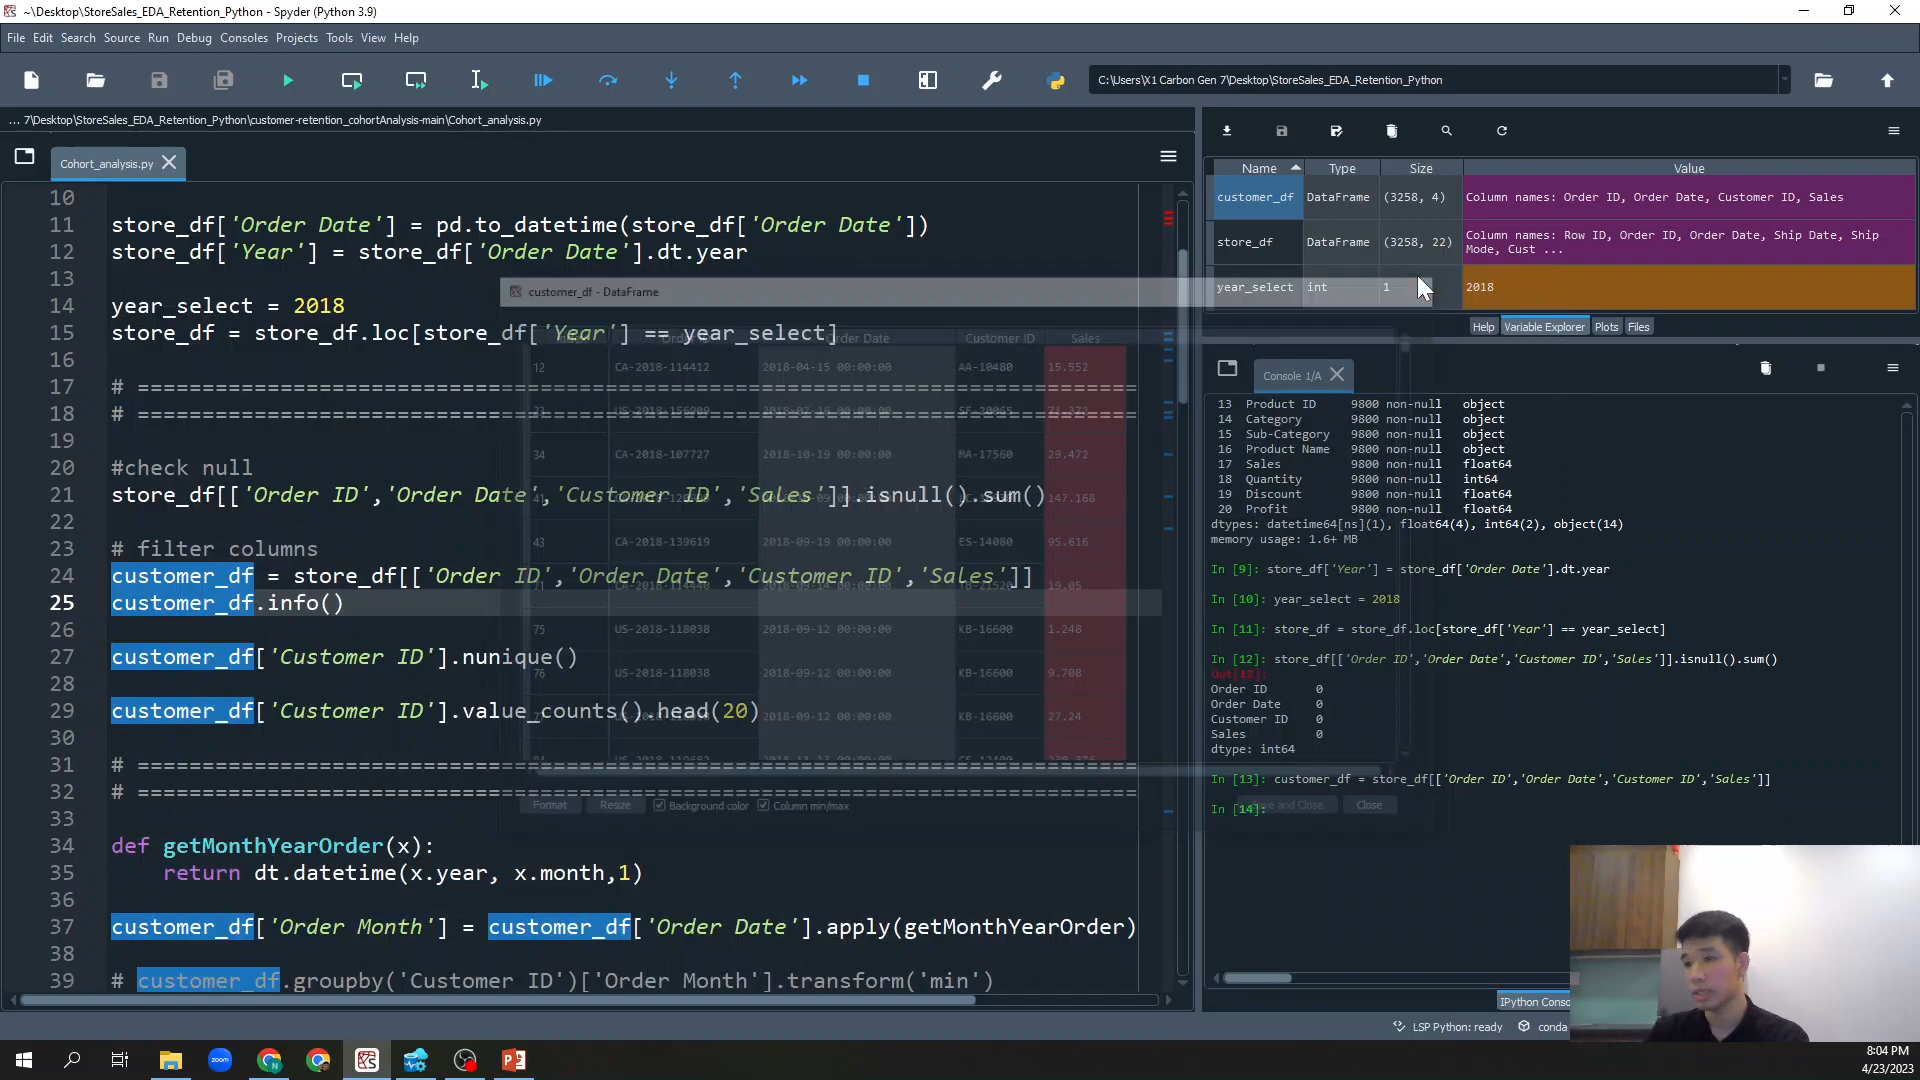 ~\Desktop\StoreSales_EDA_Retention_Python - Spyder (Python 3.9)
File Edit Search Source Run Debug Consoles Projects Tools View Help
C:\Users\X1 Carbon Gen 7\Desktop\StoreSales_EDA_Retention_Python
... 7\Desktop\StoreSales_EDA_Retention_Python\customer-retention_cohortAnalysis-main\Cohort_analysis.py
Cohort_analysis.py
10
11 store_df['Order Date'] = pd.to_datetime(store_df['Order Date'])
12 store_df['Year'] = store_df['Order Date'].dt.year
13
14 year_select = 2018
15 store_df = store_df.loc[store_df['Year'] == year_select]
16
17 # =============================================================================
18 # =============================================================================
19
20 #check null
21 store_df[['Order ID','Order Date','Customer ID','Sales']].isnull().sum()
22
23 # filter columns
24 customer_df = store_df[['Order ID','Order Date','Customer ID','Sales']]
25 customer_df.info()
26
27 customer_df['Customer ID'].nunique()
28
29 customer_df['Customer ID'].value_counts().head(20)
30
31 # =============================================================================
32 # =============================================================================
33
34 def getMonthYearOrder(x):
35 return dt.datetime(x.year, x.month,1)
36
37 customer_df['Order Month'] = customer_df['Order Date'].apply(getMonthYearOrder)
38
39 # customer_df.groupby('Customer ID')['Order Month'].transform('min')
customer_df - DataFrame
Order Date Customer ID Sales
12 CA-2018-114412 2018-04-15 00:00:00 AA-10480 15.552
34 CA-2018-107727 2018-10-19 00:00:00 MA-17560 29.472
147.168
43 CA-2018-139619 2018-09-19 00:00:00 ES-14080 95.616
19.05
75 US-2018-118038 2018-09-12 00:00:00 KB-16600 1.248
76 US-2018-118038 2018-09-12 00:00:00 KB-16600 9.708
2018-09-12 00:00:00 KB-16600 27.24
Format Resize Background color Column min/max Save and Close Close
Name Type Size Value
customer_df DataFrame (3258, 4) Column names: Order ID, Order Date, Customer ID, Sales
store_df DataFrame (3258, 22) Column names: Row ID, Order ID, Order Date, Ship Date, Ship
Mode, Cust ...
year_select int 1 2018
Help Variable Explorer Plots Files
Console 1/A
13 Product ID 9800 non-null object
14 Category 9800 non-null object
15 Sub-Category 9800 non-null object
16 Product Name 9800 non-null object
17 Sales 9800 non-null float64
18 Quantity 9800 non-null int64
19 Discount 9800 non-null float64
20 Profit 9800 non-null float64
dtypes: datetime64[ns](1), float64(4), int64(2), object(14)
memory usage: 1.6+ MB
In [9]: store_df['Year'] = store_df['Order Date'].dt.year
In [10]: year_select = 2018
In [11]: store_df = store_df.loc[store_df['Year'] == year_select]
In [12]: store_df[['Order ID','Order Date','Customer ID','Sales']].isnull().sum()
Out[12]:
Order ID 0
Order Date 0
Customer ID 0
Sales 0
dtype: int64
In [13]: customer_df = store_df[['Order ID','Order Date','Customer ID','Sales']]
In [14]:
IPython Conso
LSP Python: ready conda
zoom
8:04 PM
4/23/2023